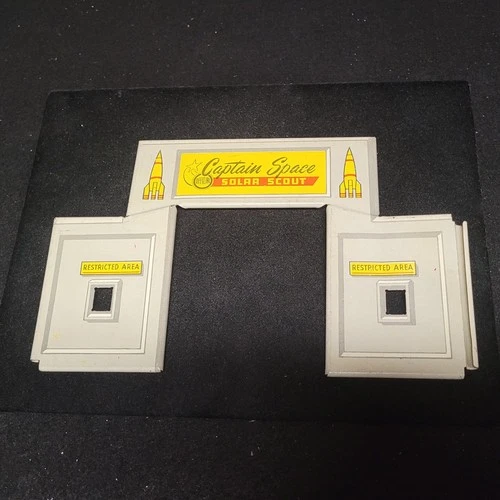 Captain Space
SOLAR SCOUT
RESTRICTED AREA
RESTRICTED AREA